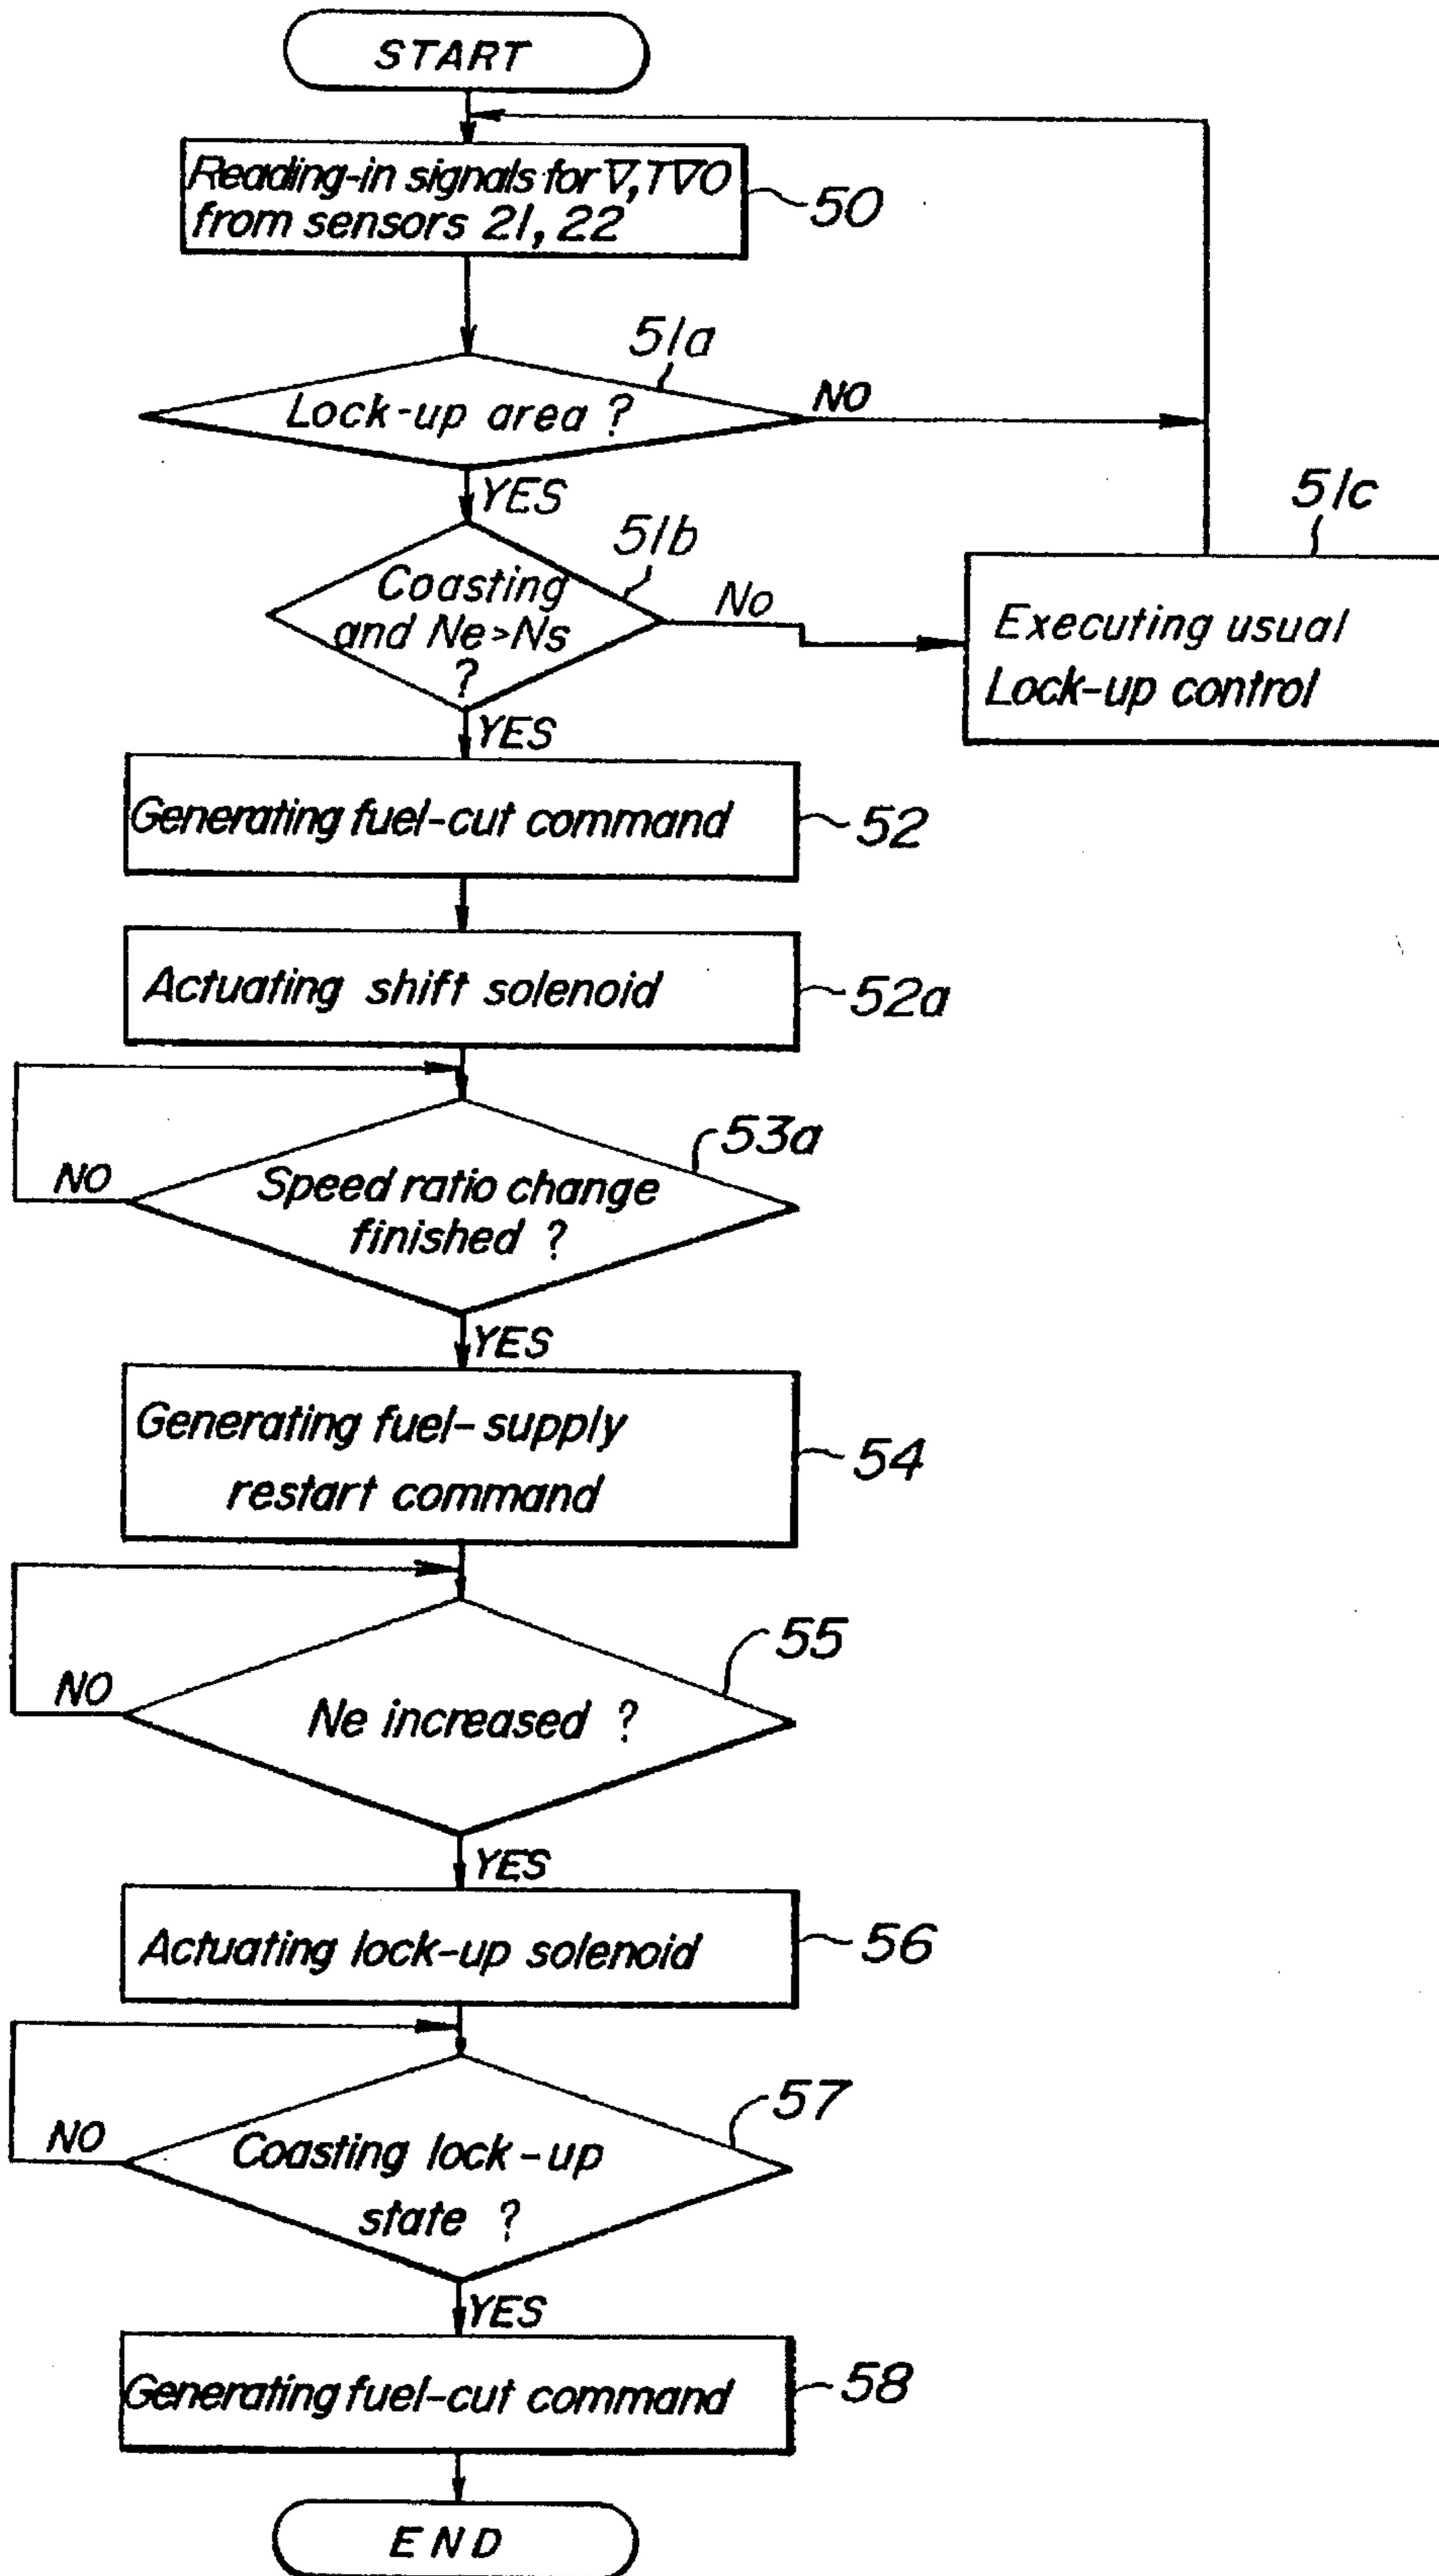 START
Reading-in signals for V, TVO
from sensors 21, 22
50
51a
Lock-up area ?
NO
YES
51b
Coasting
and Ne>Ns
?
No
51c
Executing usual
Lock-up control
YES
Generating fuel-cut command
52
Actuating shift solenoid
52a
53a
Speed ratio change
finished ?
NO
YES
Generating fuel-supply
restart command
54
55
Ne increased ?
NO
YES
Actuating lock-up solenoid
56
57
Coasting lock-up
state ?
NO
YES
Generating fuel-cut command
58
END